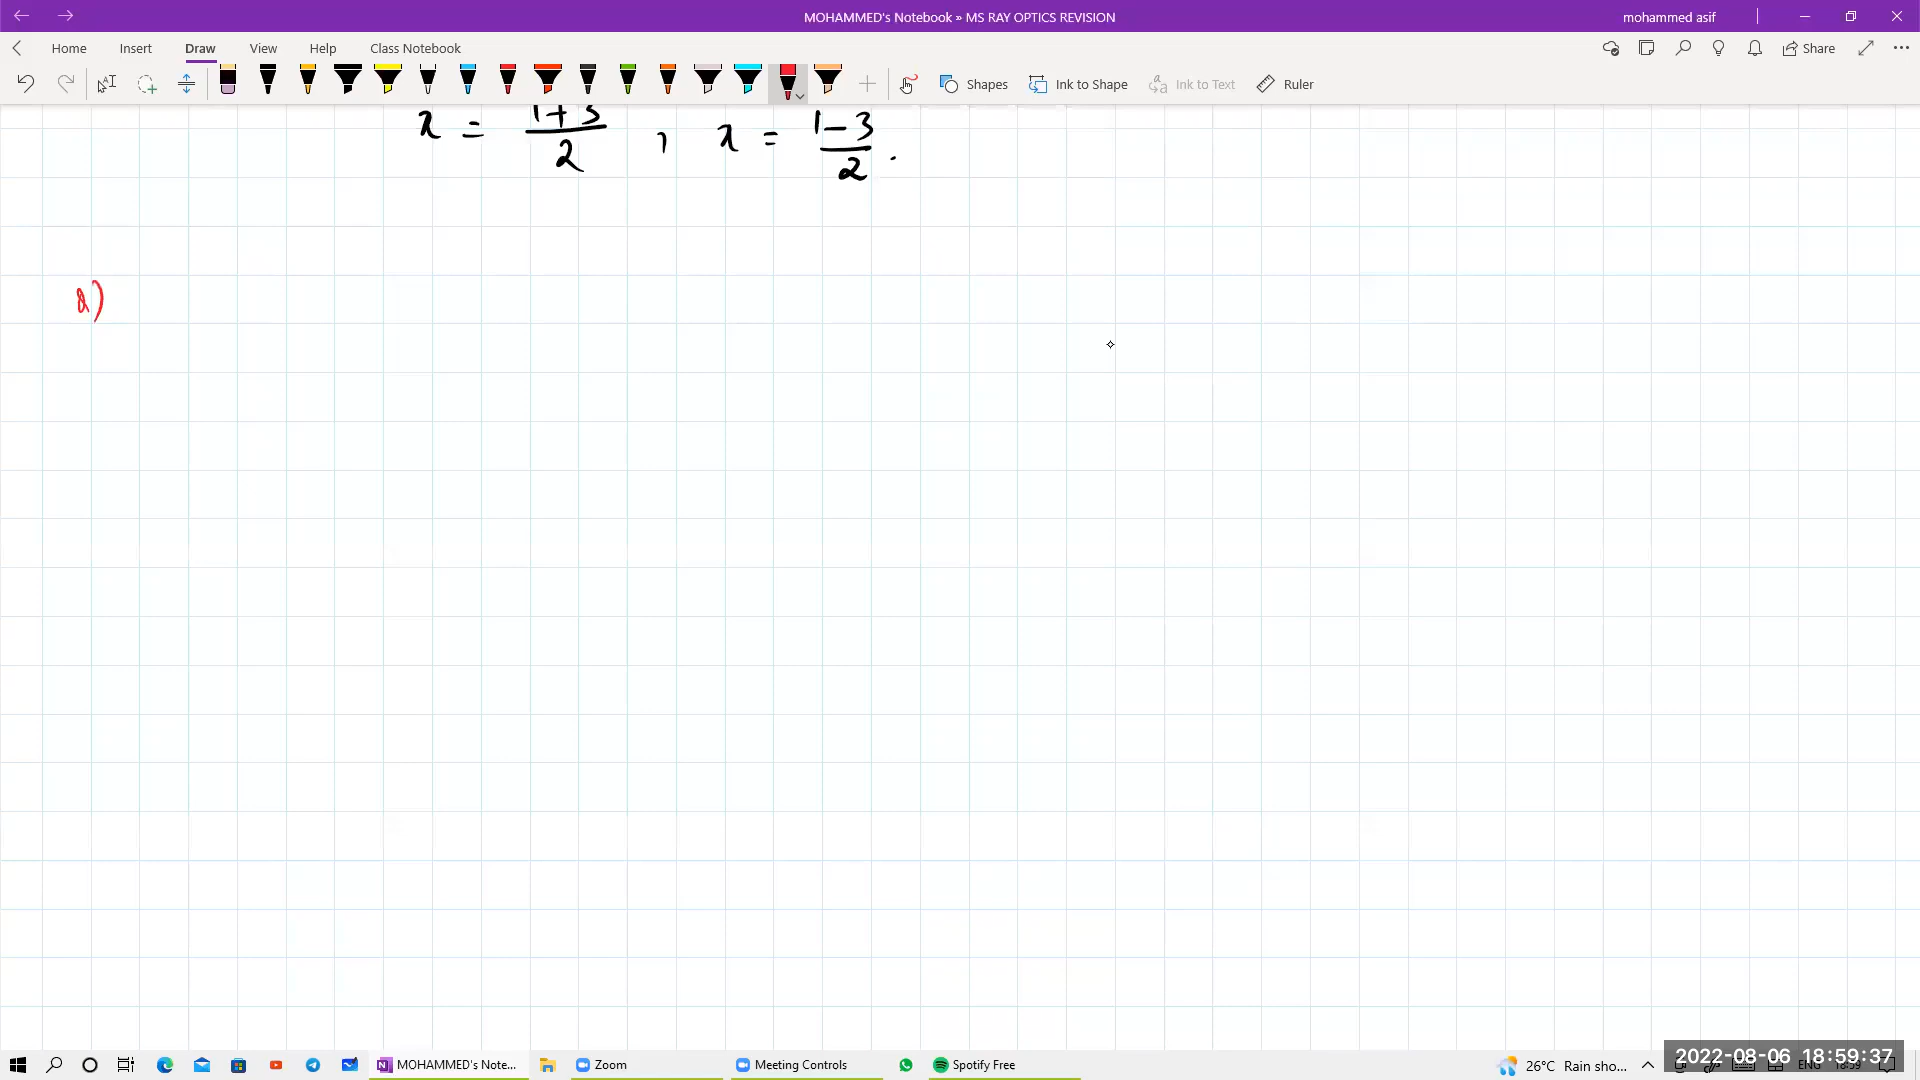 MOHAMMED's Notebook » MS RAY OPTICS REVISION
mohammed asif
Home Insert Draw View Help Class Notebook
Share
Shapes Ink to Shape Ink to Text Ruler
x = 1+3/2 , x = 1-3/2 .
MOHAMMED's Note... Zoom Meeting Controls Spotify Free 26°C Rain sho...
2022-08-06 18:59:37